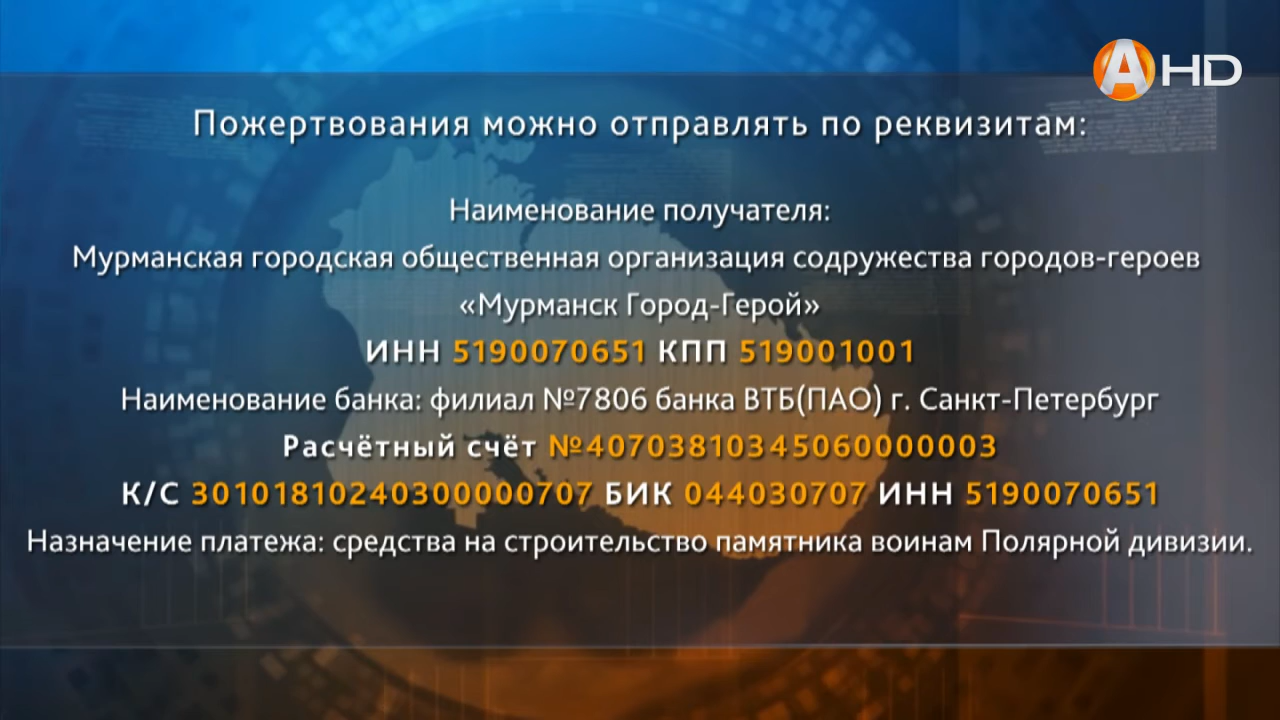 АHD
Пожертвования можно отправлять по реквизитам:
Наименование получателя:
Мурманская городская общественная организация содружества городов-героев
«Мурманск Город-Герой»
ИНН 5190070651 КПП 519001001
Наименование банка: филиал №7806 банка ВТБ(ПАО) г. Санкт-Петербург
Расчётный счёт №40703810345060000003
К/С 30101810240300000707 БИК 044030707 ИНН 5190070651
Назначение платежа: средства на строительство памятника воинам Полярной дивизии.